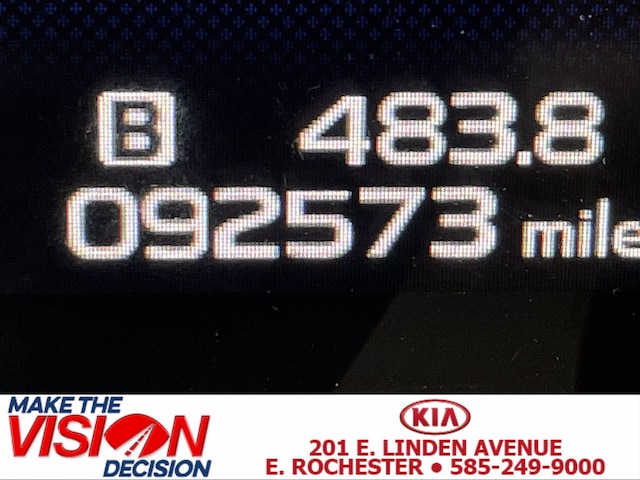 B 483.8
092573 mile
MAKE THE
VISION
DECISION
KIA
201 E. LINDEN AVENUE
E. ROCHESTER • 585-249-9000